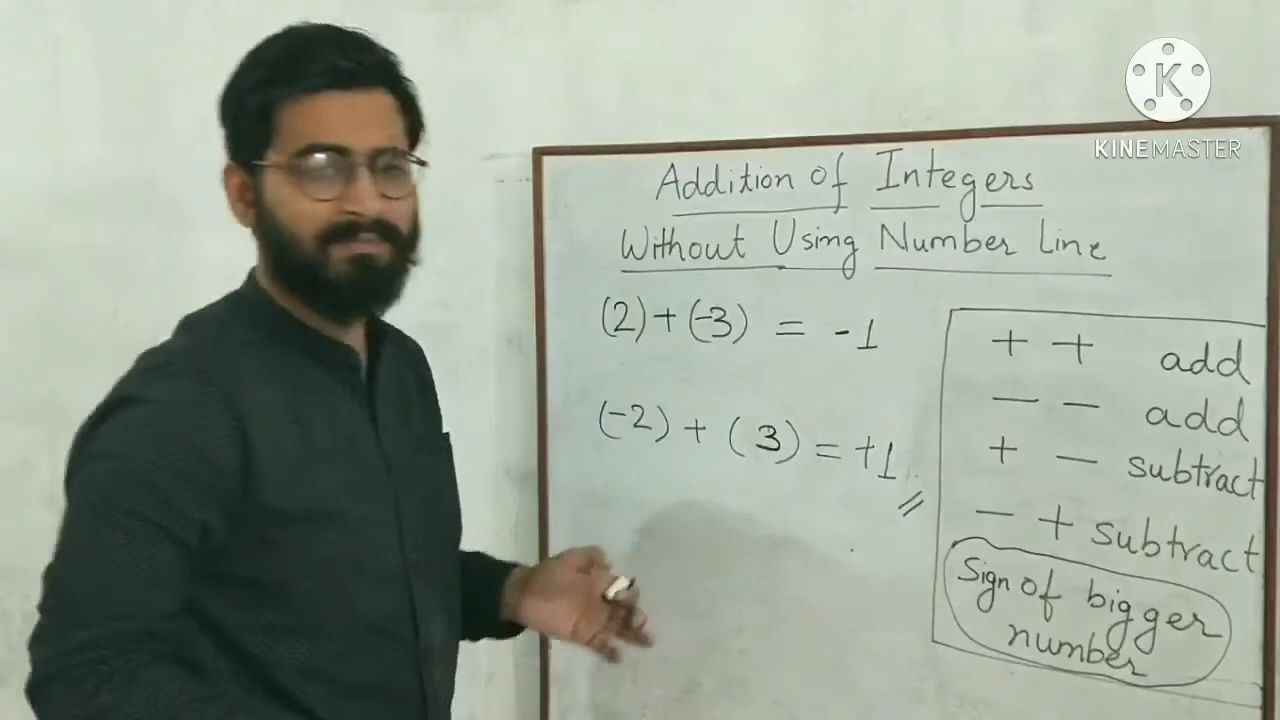 K
KINEMASTER
Addition of Integers
Without Using Number Line
(2)+(-3) = -1
(-2) + (3) = +1
+ + add
- - add
+ - subtract
- + subtract
Sign of bigger
number